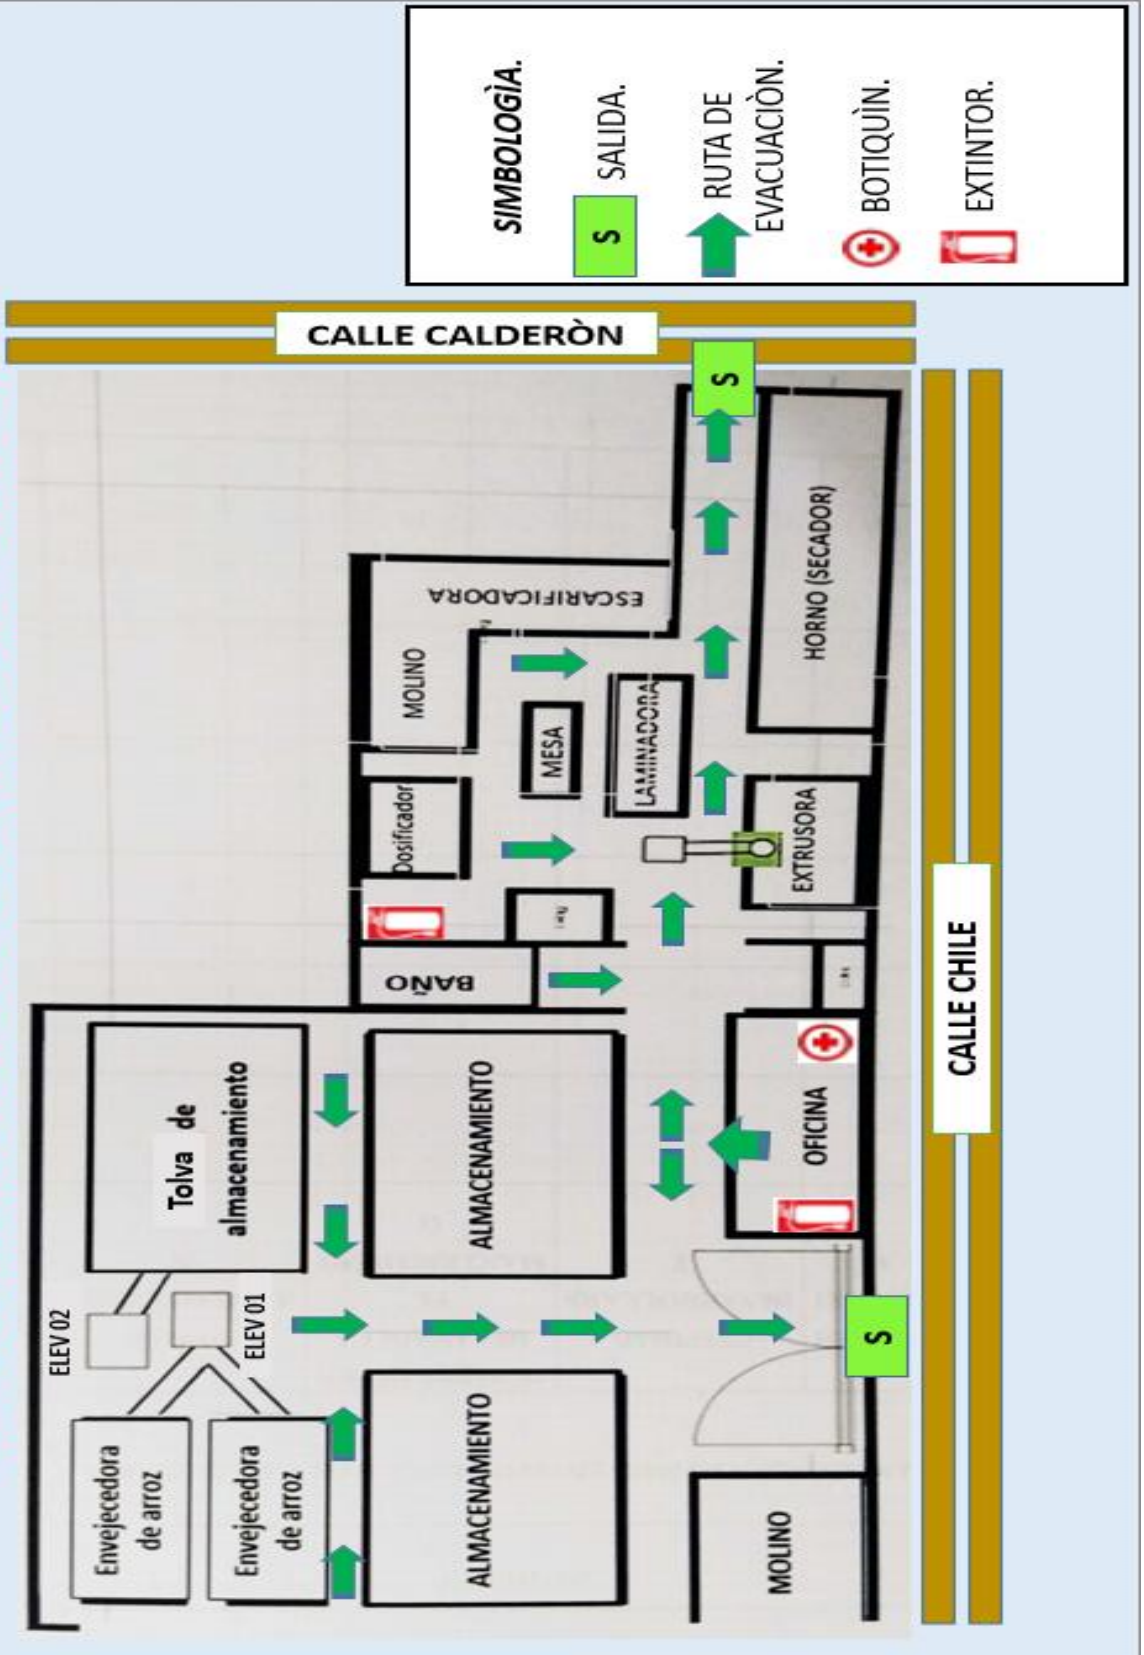 SIMBOLOGÌA.
S
SALIDA.
RUTA DE
EVACUACIÒN.
BOTIQUÌN.
EXTINTOR.
CALLE CALDERÒN
S
ESCARIFICADORA
MOLINO
HORNO (SECADOR)
MESA
LAMINADORA
Dosificador
EXTRUSORA
BAÑO
Tolva de
almacenamiento
ALMACENAMIENTO
OFICINA
ELEV 02
ELEV 01
S
Envejecedora
de arroz
Envejecedora
de arroz
ALMACENAMIENTO
MOLINO
CALLE CHILE